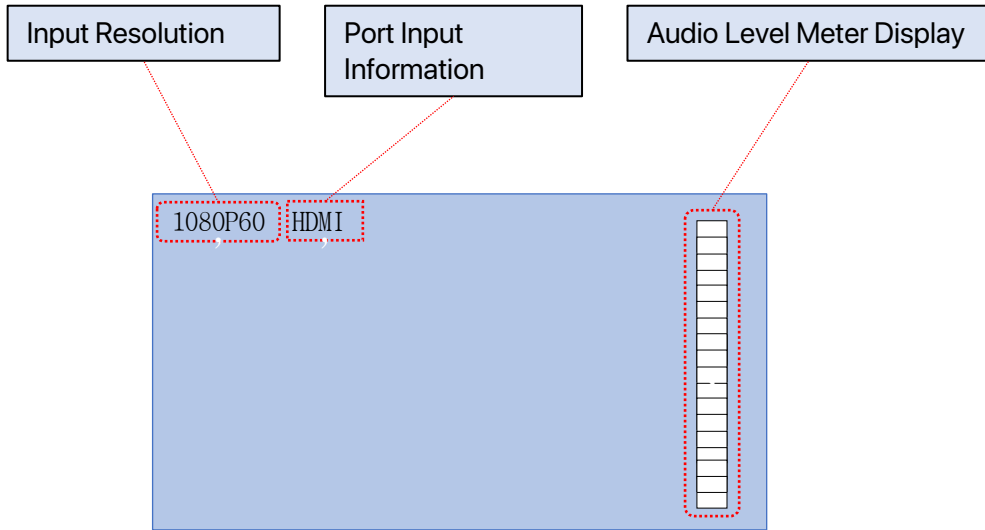 Input Resolution
Port Input
Information
Audio Level Meter Display
1080P60 HDMI
, ,